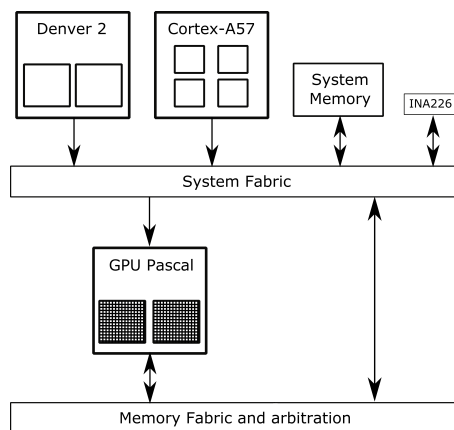 Denver 2
Cortex-A57
System
Memory
INA226
System Fabric
GPU Pascal
Memory Fabric and arbitration